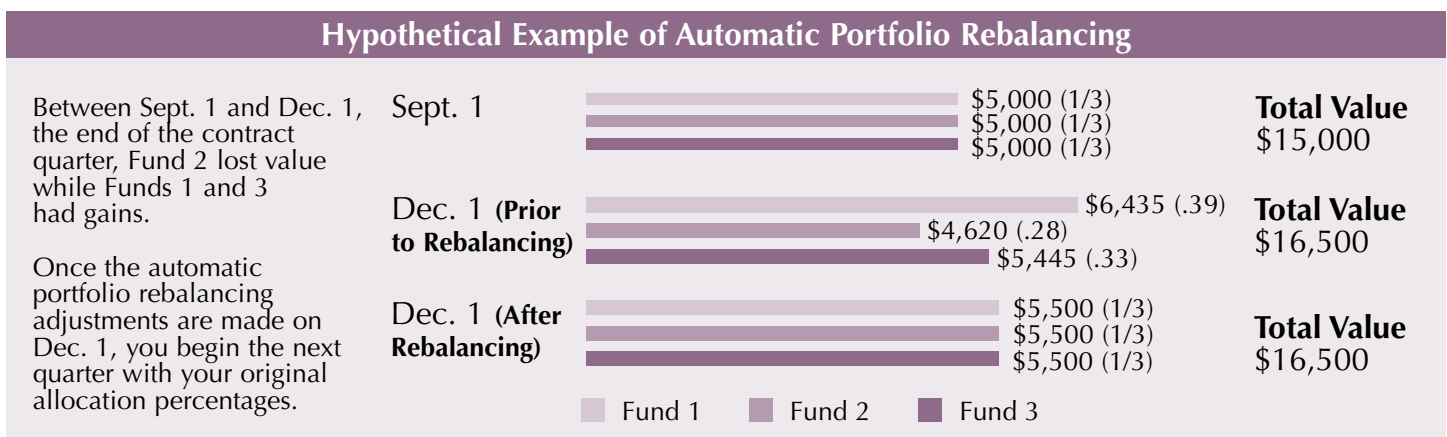 Hypothetical Example of Automatic Portfolio Rebalancing
Between Sept. 1 and Dec. 1,
the end of the contract
quarter, Fund 2 lost value
while Funds 1 and 3
had gains.
Once the automatic
portfolio rebalancing
adjustments are made on
Dec. 1, you begin the next
quarter with your original
allocation percentages.
Sept. 1
$5,000 (1/3)
$5,000 (1/3)
$5,000 (1/3)
Total Value
$15,000
Dec. 1 (Prior
to Rebalancing)
$6,435 (.39)
$4,620 (.28)
$5,445 (.33)
Total Value
$16,500
Dec. 1 (After
Rebalancing)
$5,500 (1/3)
$5,500 (1/3)
$5,500 (1/3)
Total Value
$16,500
Fund 1 Fund 2 Fund 3